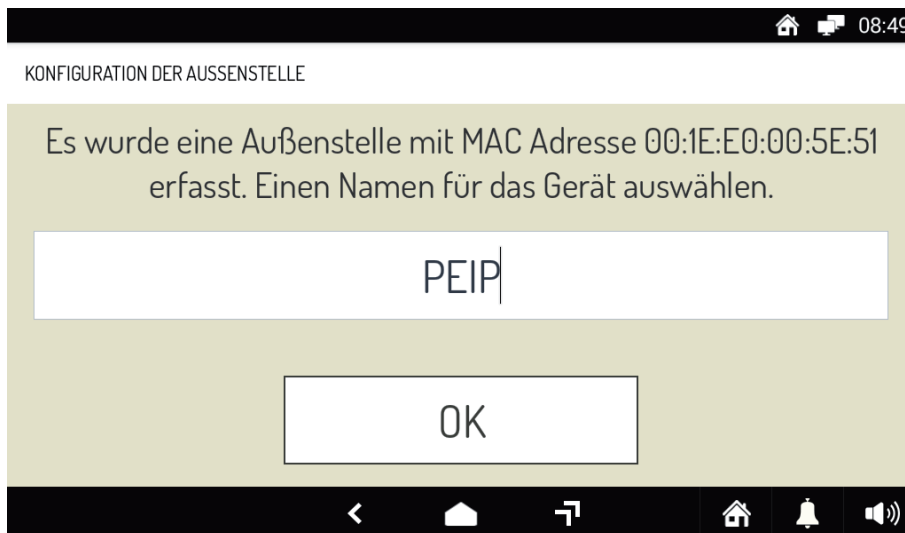 08:49
KONFIGURATION DER AUSSENSTELLE
Es wurde eine Außenstelle mit MAC Adresse 00:1E:E0:00:5E:51
erfasst. Einen Namen für das Gerät auswählen.
PEIP
OK